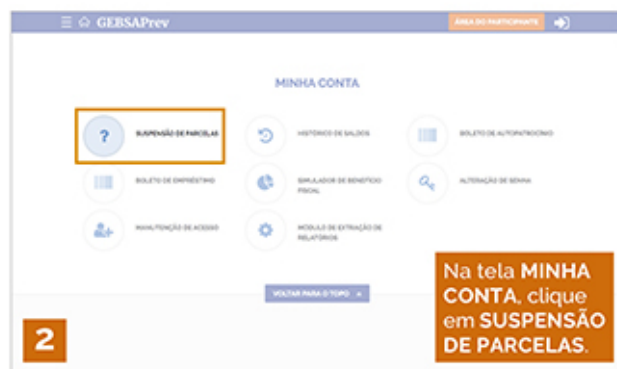 GEBSAPrev
ÁREA DO PARTICIPANTE
MINHA CONTA
?
SUSPENSÃO DE PARCELAS
HISTÓRICO DE SALDOS
BOLETO DE AUTOPATROCÍNIO
BOLETO DE EMPRÉSTIMO
SIMULADOR DE BENEFÍCIO
FISCAL
ALTERAÇÃO DE SENHA
MANUTENÇÃO DE ACESSO
MÓDULO DE EXTRAÇÃO DE
RELATÓRIOS
VOLTAR PARA O TOPO
2
Na tela MINHA
CONTA, clique
em SUSPENSÃO
DE PARCELAS.